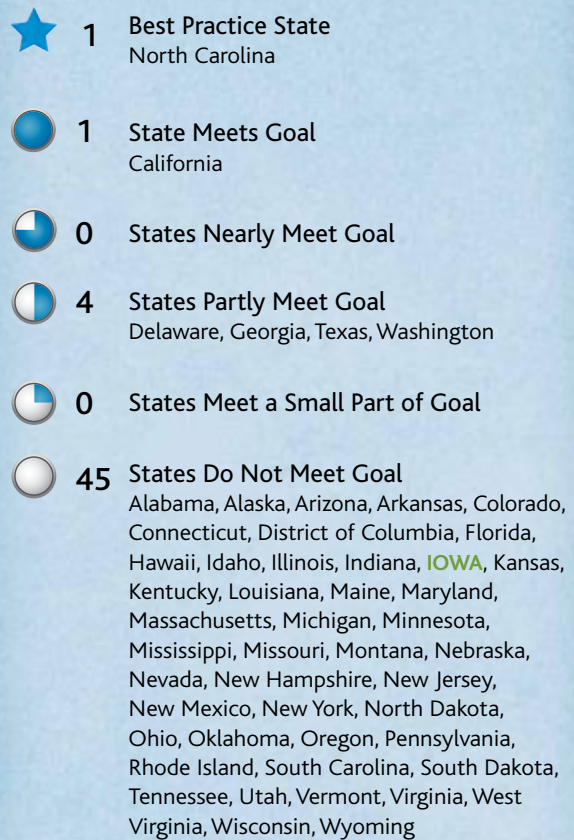 1 Best Practice State
North Carolina
1 State Meets Goal
California
0 States Nearly Meet Goal
4 States Partly Meet Goal
Delaware, Georgia, Texas, Washington
0 States Meet a Small Part of Goal
45 States Do Not Meet Goal
Alabama, Alaska, Arizona, Arkansas, Colorado,
Connecticut, District of Columbia, Florida,
Hawaii, Idaho, Illinois, Indiana, IOWA, Kansas,
Kentucky, Louisiana, Maine, Maryland,
Massachusetts, Michigan, Minnesota,
Mississippi, Missouri, Montana, Nebraska,
Nevada, New Hampshire, New Jersey,
New Mexico, New York, North Dakota,
Ohio, Oklahoma, Oregon, Pennsylvania,
Rhode Island, South Carolina, South Dakota,
Tennessee, Utah, Vermont, Virginia, West
Virginia, Wisconsin, Wyoming